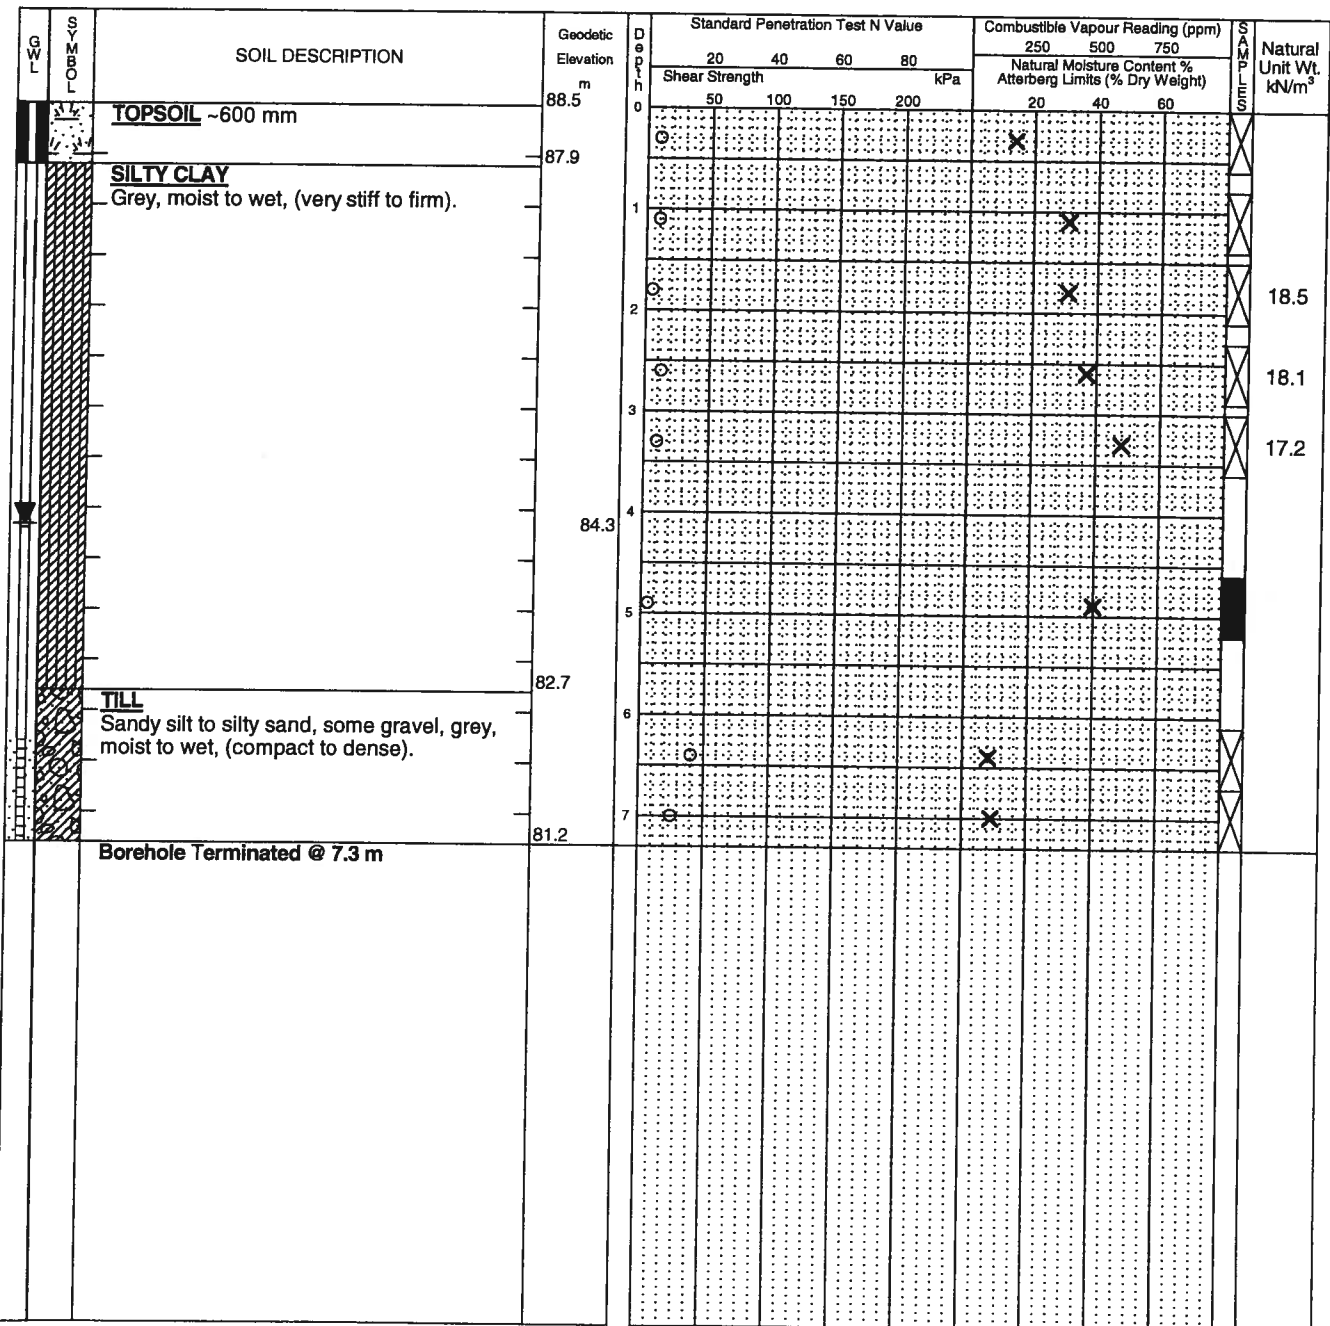 GWL
SYMBOL
SOIL DESCRIPTION
Geodetic
Elevation
m
Depth
Standard Penetration Test N Value
20 40 60 80
Shear Strength kPa
50 100 150 200
Combustible Vapour Reading (ppm)
250 500 750
Natural Moisture Content %
Atterberg Limits (% Dry Weight)
20 40 60
SAMPLES
Natural
Unit Wt.
kN/m³
88.5
0
TOPSOIL ~600 mm
87.9
SILTY CLAY
Grey, moist to wet, (very stiff to firm).
1
18.5
2
18.1
3
17.2
4
84.3
5
82.7
TILL
Sandy silt to silty sand, some gravel, grey,
moist to wet, (compact to dense).
6
7
81.2
Borehole Terminated @ 7.3 m